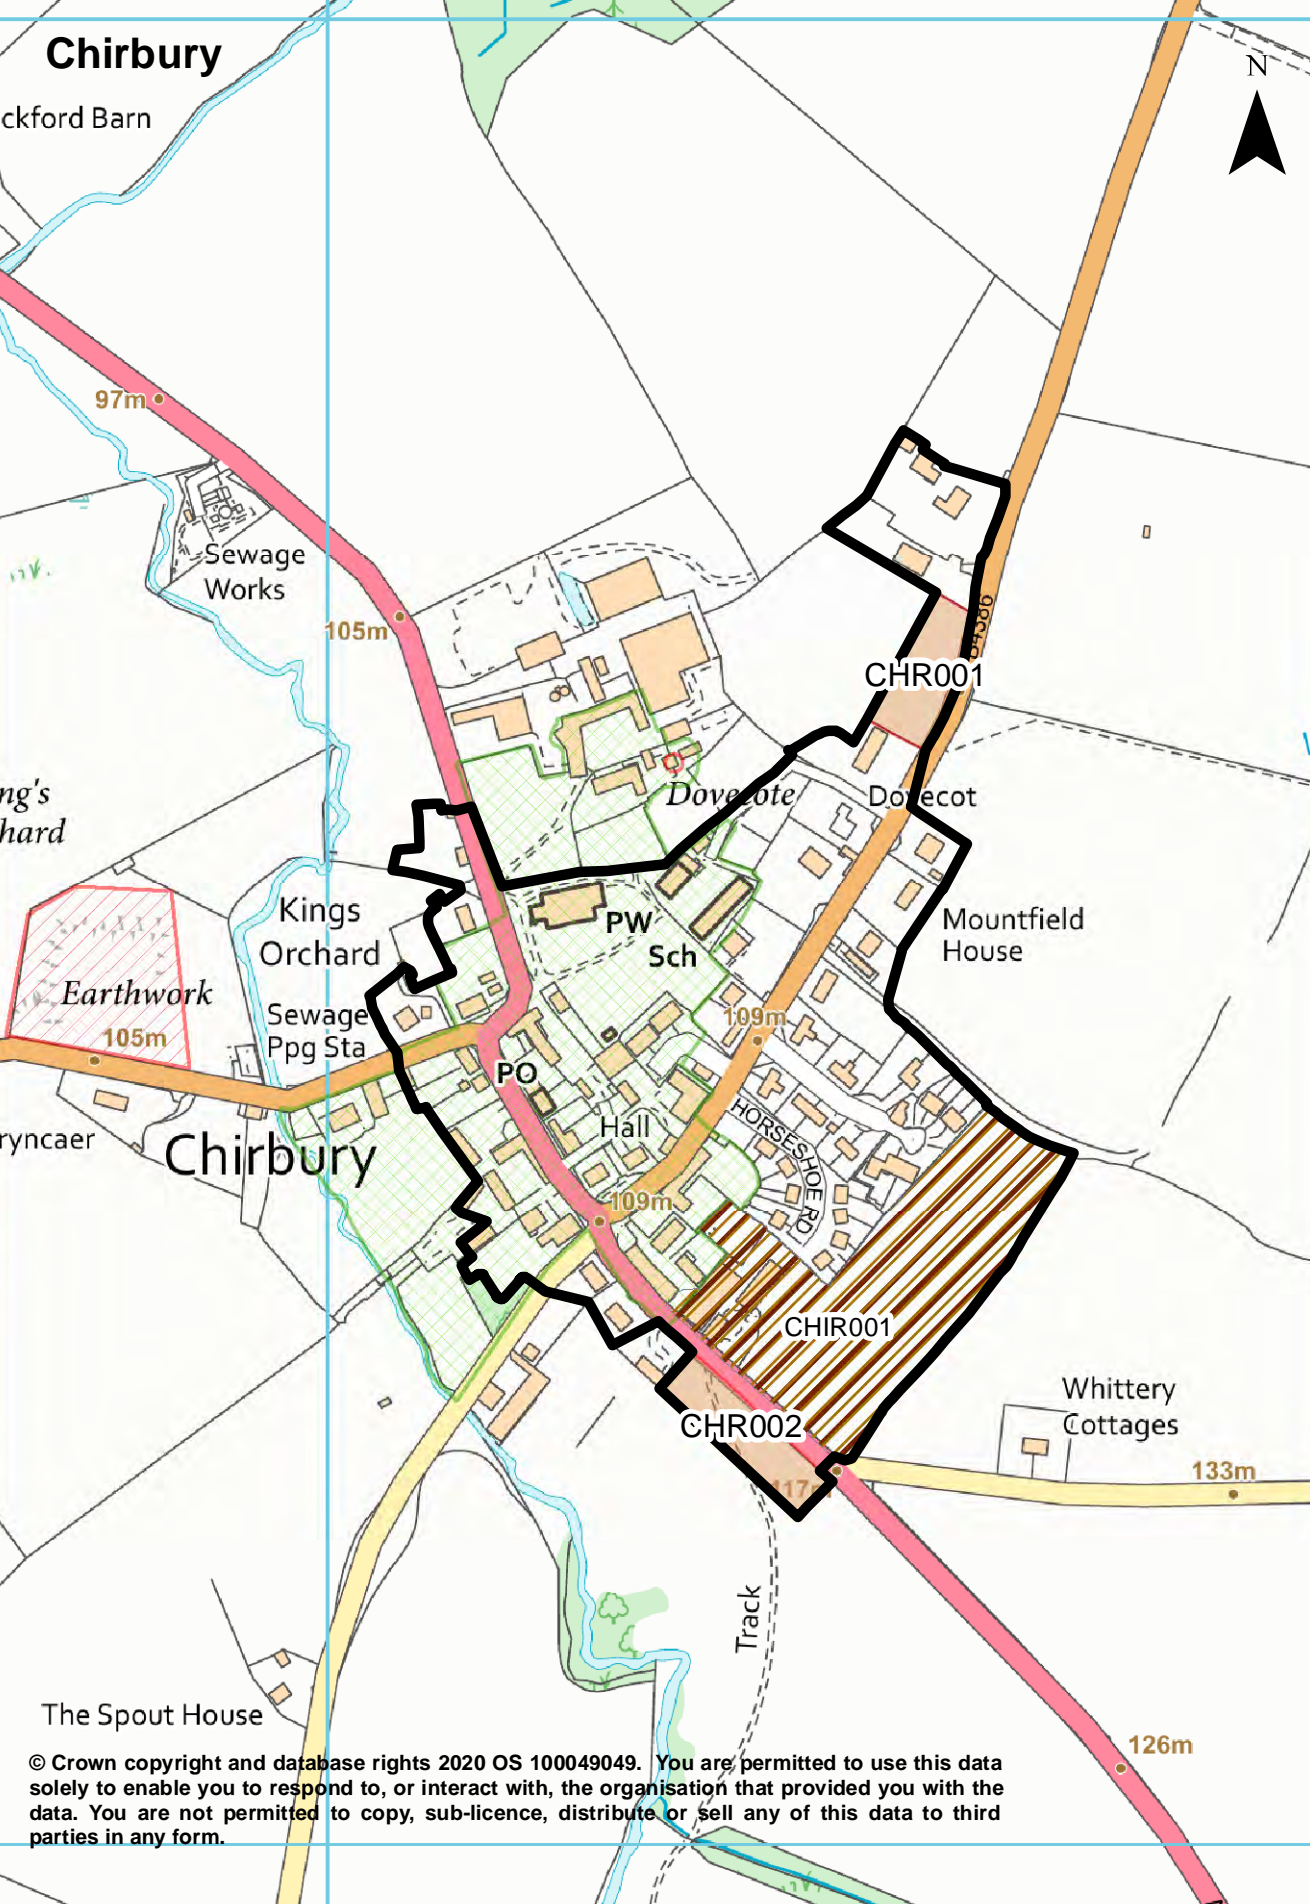 Chirbury
N
ckford Barn
97m
Sewage
Works
105m
B4386
CHR001
ng's
hard
Dovecote
Dovecot
Kings
Orchard
PW
Sch
Mountfield
House
Earthwork
Sewage
Ppg Sta
105m
109m
PO
HORSESHOE RD
Hall
ryncaer
Chirbury
109m
CHIR001
Whittery
Cottages
CHR002
133m
117m
Track
The Spout House
126m
© Crown copyright and database rights 2020 OS 100049049. You are permitted to use this data
solely to enable you to respond to, or interact with, the organisation that provided you with the
data. You are not permitted to copy, sub-licence, distribute or sell any of this data to third
parties in any form.